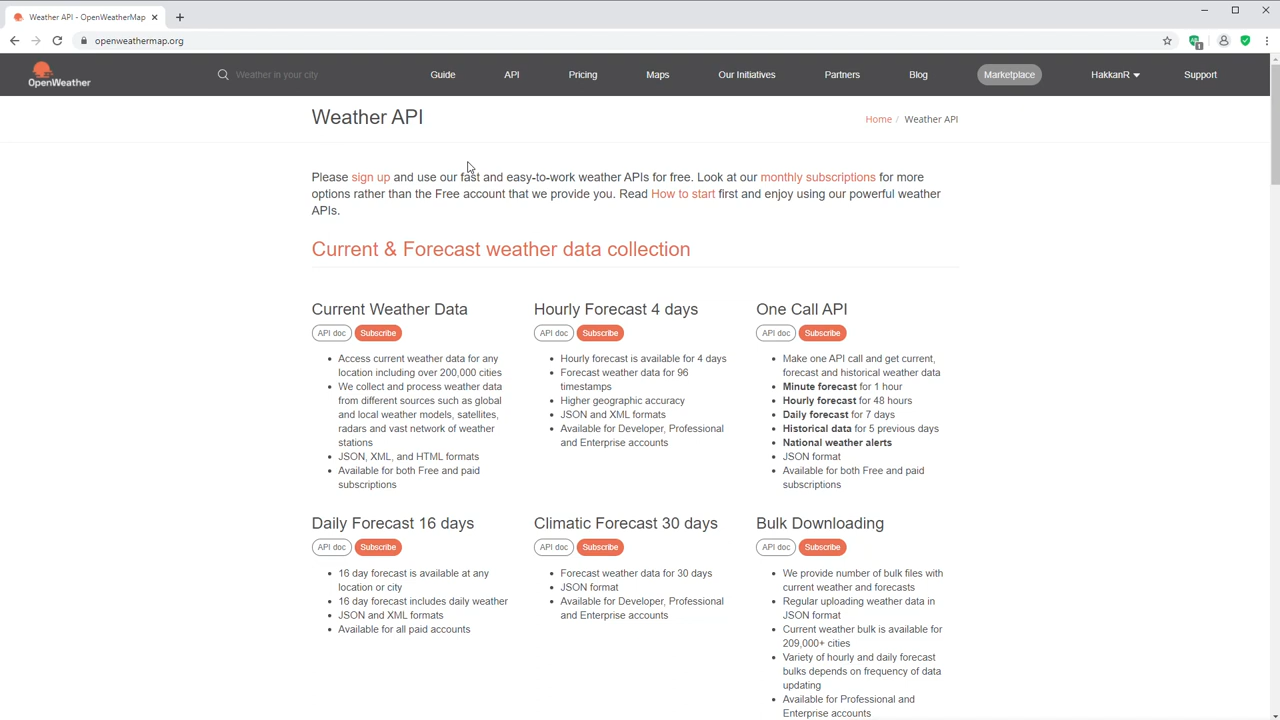 Weather API - OpenWeatherMap
openweathermap.org
1
OpenWeather
Weather in your city
Guide
API
Pricing
Maps
Our Initiatives
Partners
Blog
Marketplace
HakkanR
Support
Weather API
Home / Weather API
Please sign up and use our fast and easy-to-work weather APIs for free. Look at our monthly subscriptions for more
options rather than the Free account that we provide you. Read How to start first and enjoy using our powerful weather
APIs.
Current & Forecast weather data collection
Current Weather Data
API doc
Subscribe
• Access current weather data for any
location including over 200,000 cities
• We collect and process weather data
from different sources such as global
and local weather models, satellites,
radars and vast network of weather
stations
• JSON, XML, and HTML formats
• Available for both Free and paid
subscriptions
Hourly Forecast 4 days
API doc
Subscribe
• Hourly forecast is available for 4 days
• Forecast weather data for 96
timestamps
• Higher geographic accuracy
• JSON and XML formats
• Available for Developer, Professional
and Enterprise accounts
One Call API
API doc
Subscribe
• Make one API call and get current,
forecast and historical weather data
• Minute forecast for 1 hour
• Hourly forecast for 48 hours
• Daily forecast for 7 days
• Historical data for 5 previous days
• National weather alerts
• JSON format
• Available for both Free and paid
subscriptions
Daily Forecast 16 days
API doc
Subscribe
• 16 day forecast is available at any
location or city
• 16 day forecast includes daily weather
• JSON and XML formats
• Available for all paid accounts
Climatic Forecast 30 days
API doc
Subscribe
• Forecast weather data for 30 days
• JSON format
• Available for Developer, Professional
and Enterprise accounts
Bulk Downloading
API doc
Subscribe
• We provide number of bulk files with
current weather and forecasts
• Regular uploading weather data in
JSON format
• Current weather bulk is available for
209,000+ cities
• Variety of hourly and daily forecast
bulks depends on frequency of data
updating
• Available for Professional and
Enterprise accounts